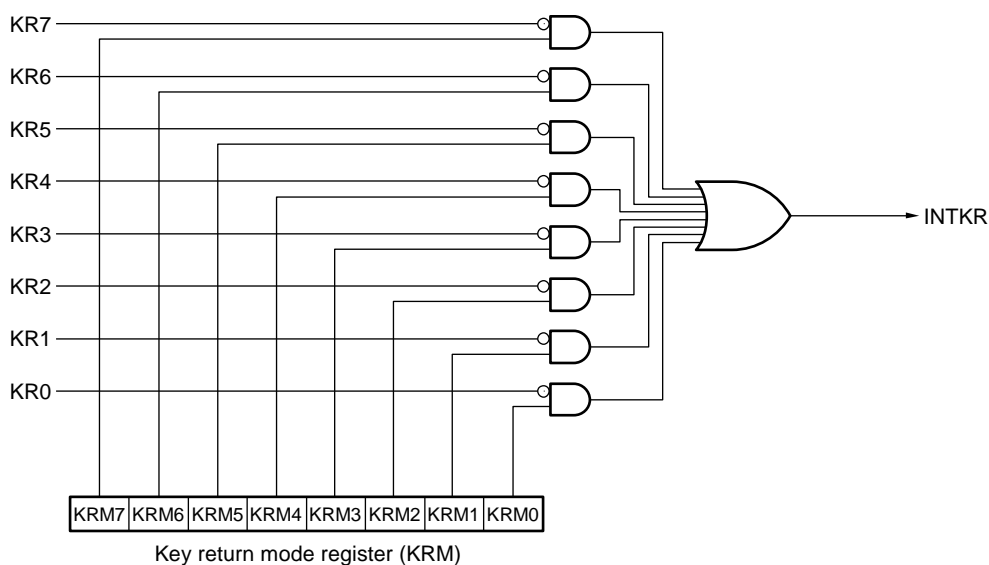 KR7
KR6
KR5
KR4
KR3
INTKR
KR2
KR1
KR0
KRM7 KRM6 KRM5 KRM4 KRM3 KRM2 KRM1 KRM0
Key return mode register (KRM)